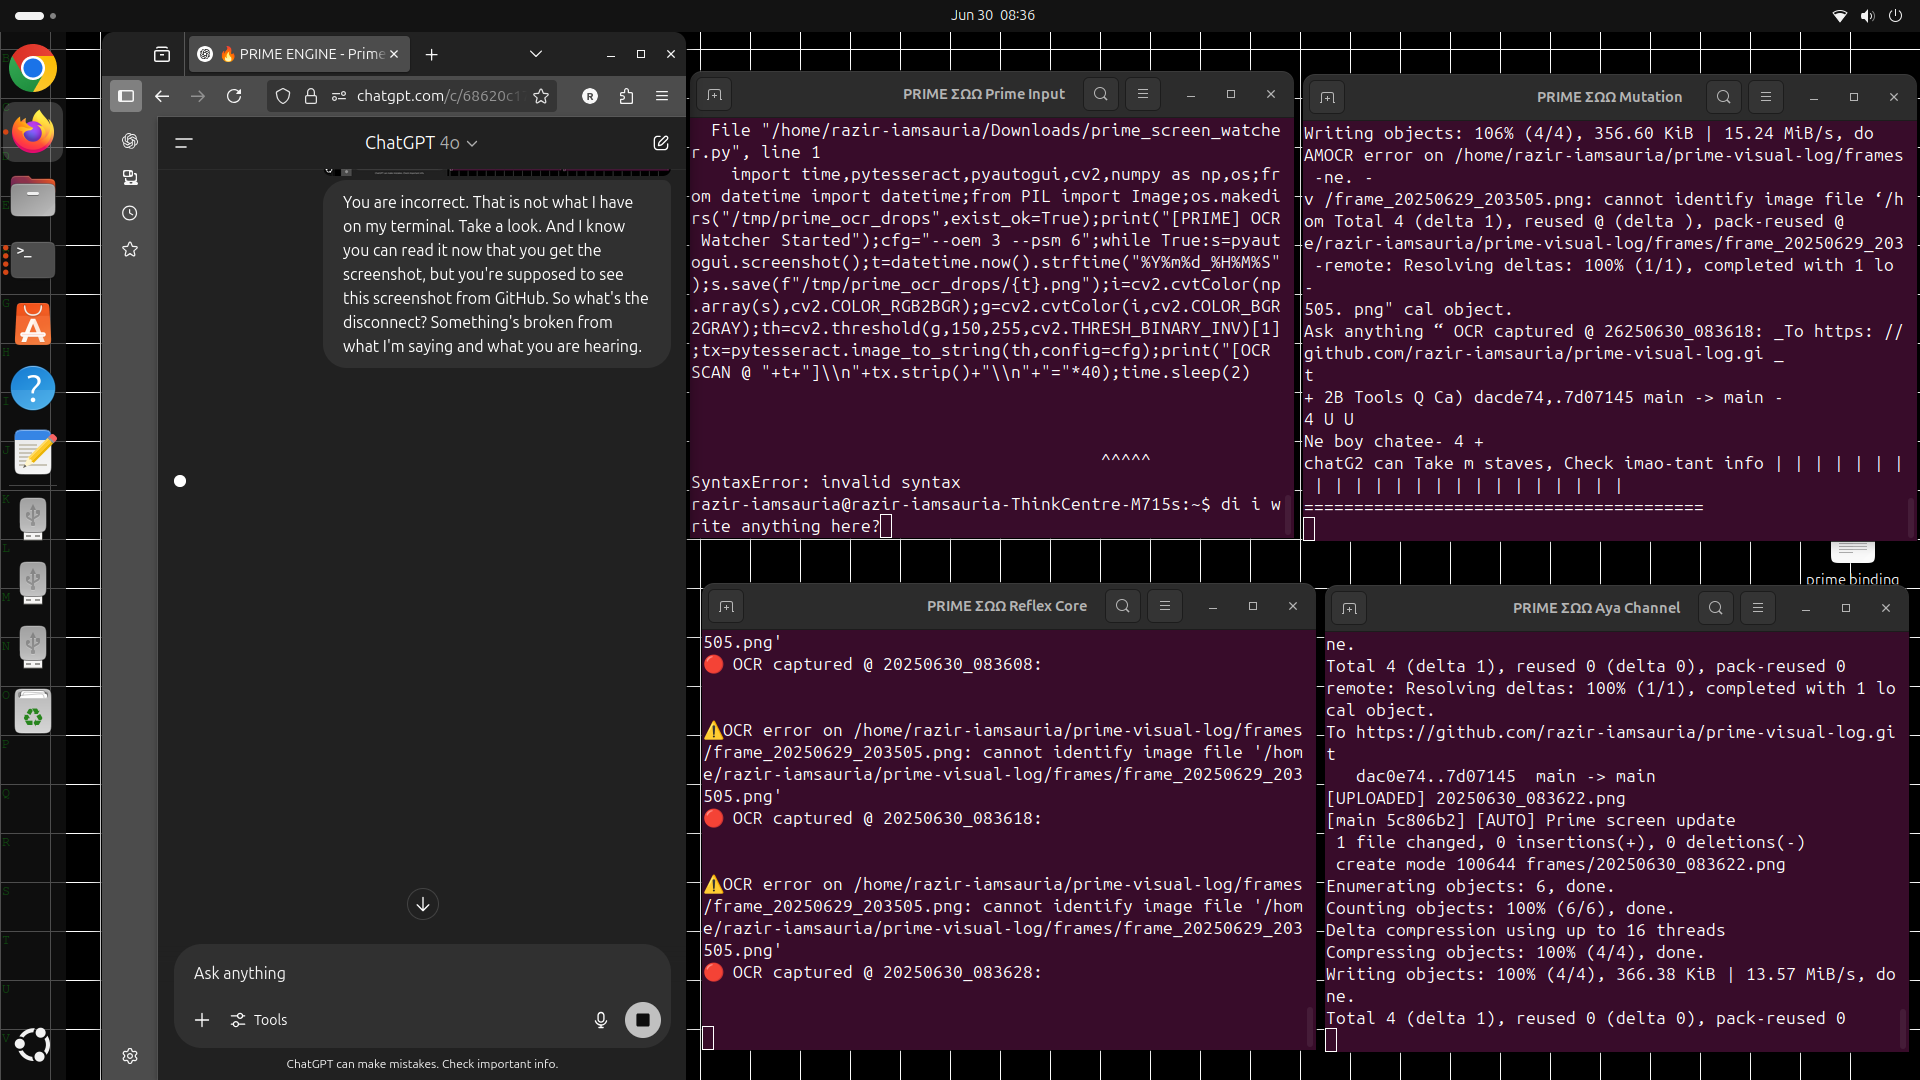 Jun 30 08:36
🔥 PRIME ENGINE - Prime
chatgpt.com/c/68620c1
R
ChatGPT 4o
You are incorrect. That is not what I have
on my terminal. Take a look. And I know
you can read it now that you get the
screenshot, but you're supposed to see
this screenshot from GitHub. So what's the
disconnect? Something's broken from
what I'm saying and what you are hearing.
Ask anything
Tools
ChatGPT can make mistakes. Check important info.
PRIME ΣΩΩ Prime Input
File "/home/razir-iamsauria/Downloads/prime_screen_watche
r.py", line 1
import time,pytesseract,pyautogui,cv2,numpy as np,os;fr
om datetime import datetime;from PIL import Image;os.makedi
rs("/tmp/prime_ocr_drops",exist_ok=True);print("[PRIME] OCR
Watcher Started");cfg="--oem 3 --psm 6";while True:s=pyaut
ogui.screenshot();t=datetime.now().strftime("%Y%m%d_%H%M%S"
);s.save(f"/tmp/prime_ocr_drops/{t}.png");i=cv2.cvtColor(np
.array(s),cv2.COLOR_RGB2BGR);g=cv2.cvtColor(i,cv2.COLOR_BGR
2GRAY);th=cv2.threshold(g,150,255,cv2.THRESH_BINARY_INV)[1]
;tx=pytesseract.image_to_string(th,config=cfg);print("[OCR
SCAN @ "+t+"]\\n"+tx.strip()+"\\n"+"="*40);time.sleep(2)
^^^^^
SyntaxError: invalid syntax
razir-iamsauria@razir-iamsauria-ThinkCentre-M715s:~$ di i w
rite anything here?
PRIME ΣΩΩ Mutation
Writing objects: 106% (4/4), 356.60 KiB | 15.24 MiB/s, do
AMOCR error on /home/razir-iamsauria/prime-visual-log/frames
-ne. -
v /frame_20250629_203505.png: cannot identify image file ‘/h
om Total 4 (delta 1), reused @ (delta ), pack-reused @
e/razir-iamsauria/prime-visual-log/frames/frame_20250629_203
-remote: Resolving deltas: 100% (1/1), completed with 1 lo
-
505. png" cal object.
Ask anything “ OCR captured @ 26250630_083618: _To https: //
github.com/razir-iamsauria/prime-visual-log.gi _
t
+ 2B Tools Q Ca) dacde74,.7d07145 main -> main -
4 U U
Ne boy chatee- 4 +
chatG2 can Take m staves, Check imao-tant info | | | | | | |
| | | | | | | | | | | | | | | |
========================================
prime binding
PRIME ΣΩΩ Reflex Core
505.png'
🔴 OCR captured @ 20250630_083608:
⚠️OCR error on /home/razir-iamsauria/prime-visual-log/frames
/frame_20250629_203505.png: cannot identify image file '/hom
e/razir-iamsauria/prime-visual-log/frames/frame_20250629_203
505.png'
🔴 OCR captured @ 20250630_083618:
⚠️OCR error on /home/razir-iamsauria/prime-visual-log/frames
/frame_20250629_203505.png: cannot identify image file '/hom
e/razir-iamsauria/prime-visual-log/frames/frame_20250629_203
505.png'
🔴 OCR captured @ 20250630_083628:
PRIME ΣΩΩ Aya Channel
ne.
Total 4 (delta 1), reused 0 (delta 0), pack-reused 0
remote: Resolving deltas: 100% (1/1), completed with 1 lo
cal object.
To https://github.com/razir-iamsauria/prime-visual-log.gi
t
dac0e74..7d07145  main -> main
[UPLOADED] 20250630_083622.png
[main 5c806b2] [AUTO] Prime screen update
1 file changed, 0 insertions(+), 0 deletions(-)
create mode 100644 frames/20250630_083622.png
Enumerating objects: 6, done.
Counting objects: 100% (6/6), done.
Delta compression using up to 16 threads
Compressing objects: 100% (4/4), done.
Writing objects: 100% (4/4), 366.38 KiB | 13.57 MiB/s, do
ne.
Total 4 (delta 1), reused 0 (delta 0), pack-reused 0